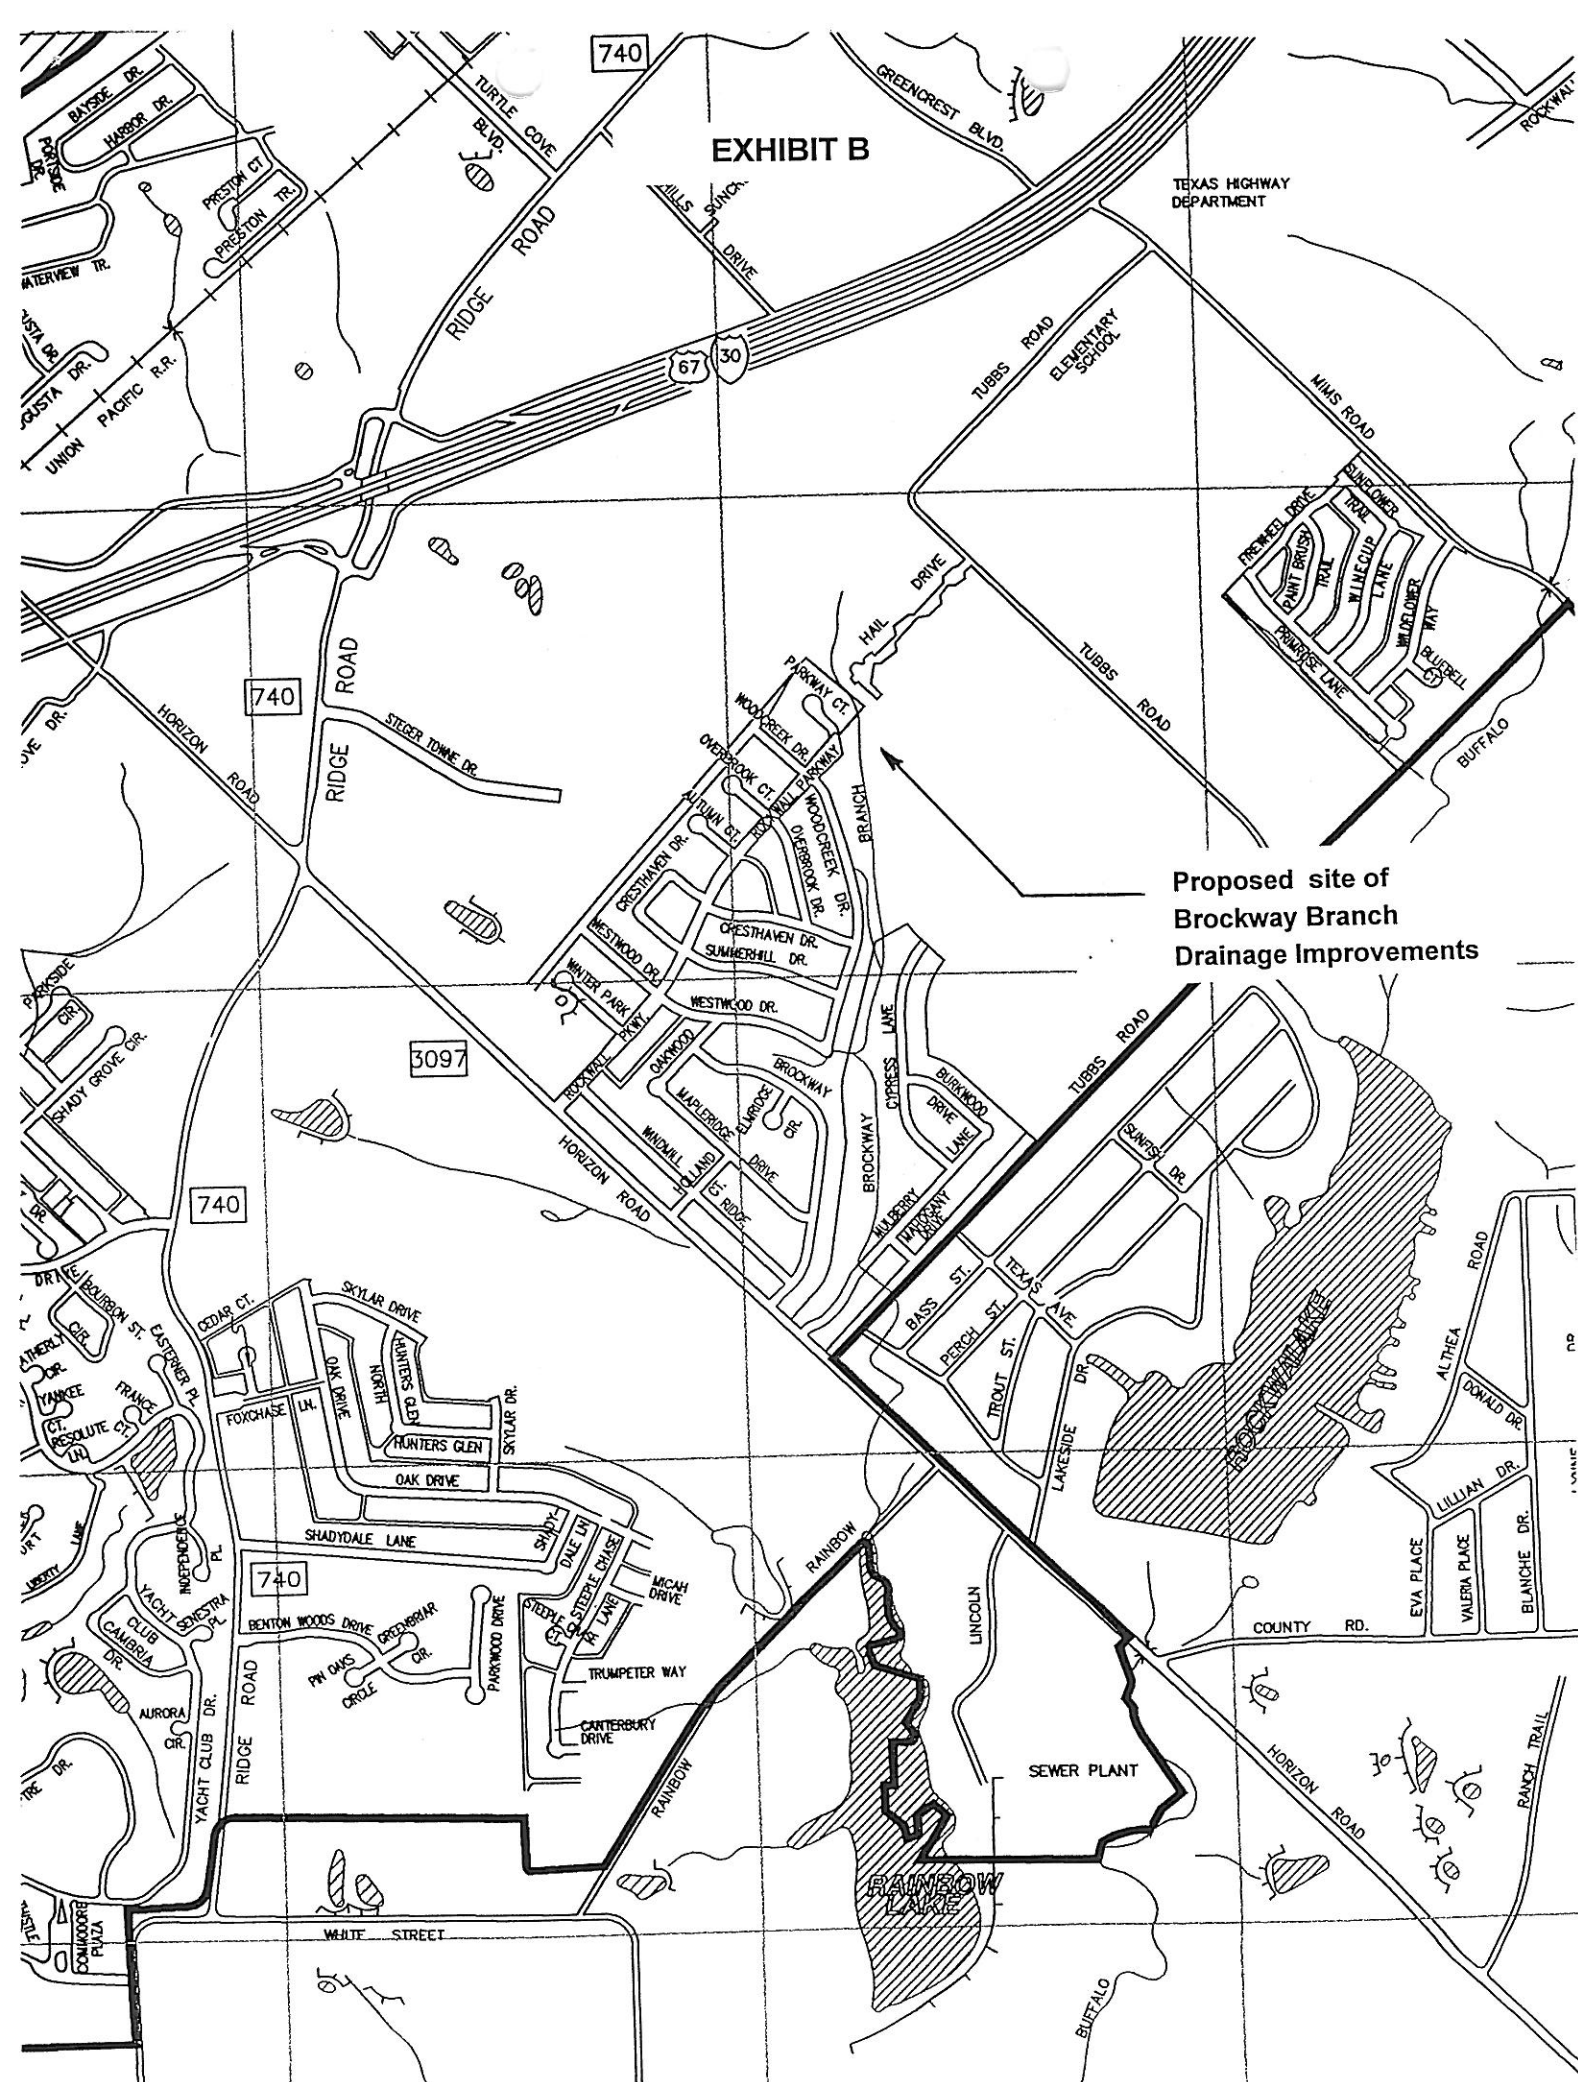 740
EXHIBIT B
BAYSIDE DR.
HARBOR DR.
PORTSIDE
DR.
PRESTON CT
PRESTON TR.
TURTLE COVE
BLVD.
GREENCREST BLVD.
TEXAS HIGHWAY
DEPARTMENT
RIDGE ROAD
DRIVE
UNION PACIFIC R.R.
67
30
TUBBS ROAD
ELEMENTARY
SCHOOL
MIMS ROAD
SUNFLOWER
TRAIL
FIREWHEEL DRIVE
PAINT BRUSH
TRAIL
WINECUP
LANE
WILDFLOWER
WAY
PRIMROSE LANE
BLUEBELL
CT.
BUFFALO
HAIL DRIVE
TUBBS ROAD
740
RIDGE ROAD
HORIZON ROAD
STEGER TOWNE DR.
PARKWAY CT.
WOODCREEK DR.
OVERBROOK CT.
AUTUMN CT.
ROCKWALL PARKWAY
CRESTHAVEN DR.
WOODCREEK DR.
OVERBROOK DR.
BRANCH
Proposed site of
Brockway Branch
Drainage Improvements
CRESTHAVEN DR.
SUMMERHILL DR.
WESTWOOD DR.
WINTER PARK
WESTWOOD DR.
ROCKWALL PKWY.
OAKWOOD
BROCKWAY
MAPLERIDGE
ELMRIDGE
CIR.
WINDMILL
RIDGE
HOLLAND
CT.
DRIVE
BROCKWAY
CYPRESS LANE
BURKWOOD
DRIVE
LANE
MULBERRY
MAHOGANY
DRIVE
TUBBS ROAD
3097
HORIZON ROAD
PARKSIDE
CIR.
SHADY GROVE CIR.
740
DR.
DRIVE
BOURBON ST.
CIR.
CIR.
YANKEE
CT.
RESOLUTE CT.
LN.
FRANCE
EASTERNER PL.
CEDAR CT.
SKYLAR DRIVE
HUNTERS GLEN
NORTH
OAK DRIVE
FOXCHASE LN.
HUNTERS GLEN
SKYLAR DR.
OAK DRIVE
SHADYDALE LANE
SHADY
DALE LN
STEEPLE CHASE
MICAH
DRIVE
STEEPLE
LANE
TRUMPETER WAY
CANTERBURY
DRIVE
LIBERTY LANE
INDEPENDENCE
PL.
YACHT
CLUB
SENESTRA
PL.
CAMBRIA
DR.
AURORA
CIR.
740
BENTON WOODS DRIVE
GREENBRIAR
CIR.
PIN OAKS
CIRCLE
PARKWOOD DRIVE
YACHT CLUB DR.
RIDGE ROAD
SUNFISH DR.
TEXAS AVE.
BASS ST.
PERCH ST.
TROUT ST.
LAKESIDE DR.
ROCKWALL LAKE
ALTHEA ROAD
DONALD DR.
LILLIAN DR.
EVA PLACE
VALERIA PLACE
BLANCHE DR.
COUNTY RD.
RAINBOW
LINCOLN
SEWER PLANT
RAINBOW
RAINBOW
LAKE
HORIZON ROAD
RANCH TRAIL
BUFFALO
COMMODORE
PLAZA
WHITE STREET